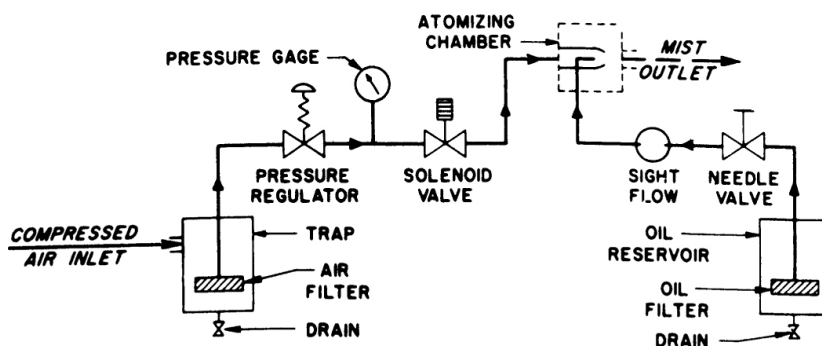 ATOMIZING
CHAMBER
MIST
OUTLET
PRESSURE GAGE
PRESSURE
REGULATOR
SOLENOID
VALVE
SIGHT
FLOW
NEEDLE
VALVE
COMPRESSED
AIR INLET
TRAP
AIR
FILTER
DRAIN
OIL
RESERVOIR
OIL
FILTER
DRAIN